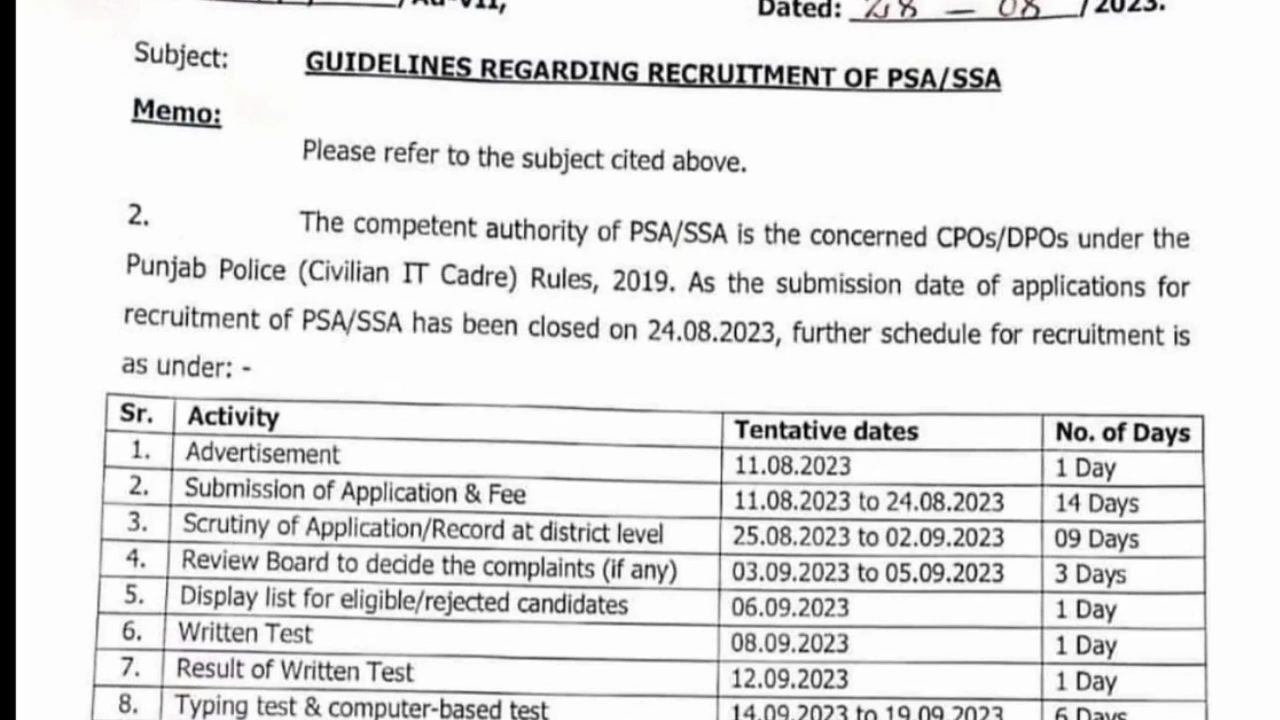 Dated: 28 - 08 /2023.
Subject: GUIDELINES REGARDING RECRUITMENT OF PSA/SSA
Memo:
Please refer to the subject cited above.
2. The competent authority of PSA/SSA is the concerned CPOs/DPOs under the
Punjab Police (Civilian IT Cadre) Rules, 2019. As the submission date of applications for
recruitment of PSA/SSA has been closed on 24.08.2023, further schedule for recruitment is
as under: -
Sr. Activity Tentative dates No. of Days
1. Advertisement 11.08.2023 1 Day
2. Submission of Application & Fee 11.08.2023 to 24.08.2023 14 Days
3. Scrutiny of Application/Record at district level 25.08.2023 to 02.09.2023 09 Days
4. Review Board to decide the complaints (if any) 03.09.2023 to 05.09.2023 3 Days
5. Display list for eligible/rejected candidates 06.09.2023 1 Day
6. Written Test 08.09.2023 1 Day
7. Result of Written Test 12.09.2023 1 Day
8. Typing test & computer-based test 14.09.2023 to 19.09.2023 6 Days